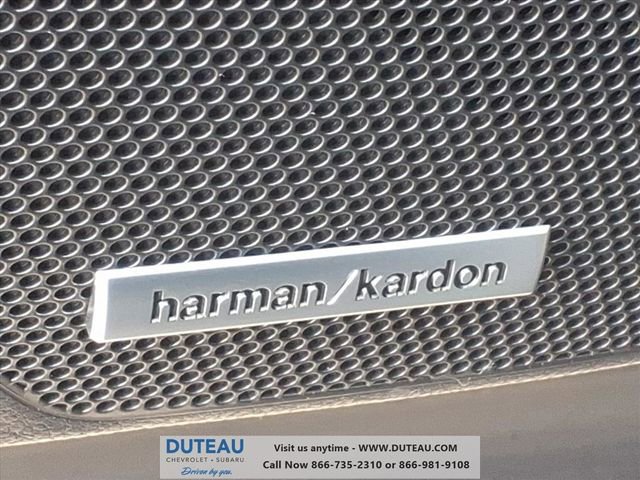 harman/kardon
DUTEAU
CHEVROLET • SUBARU
Driven by you.
Visit us anytime - WWW.DUTEAU.COM
Call Now 866-735-2310 or 866-981-9108